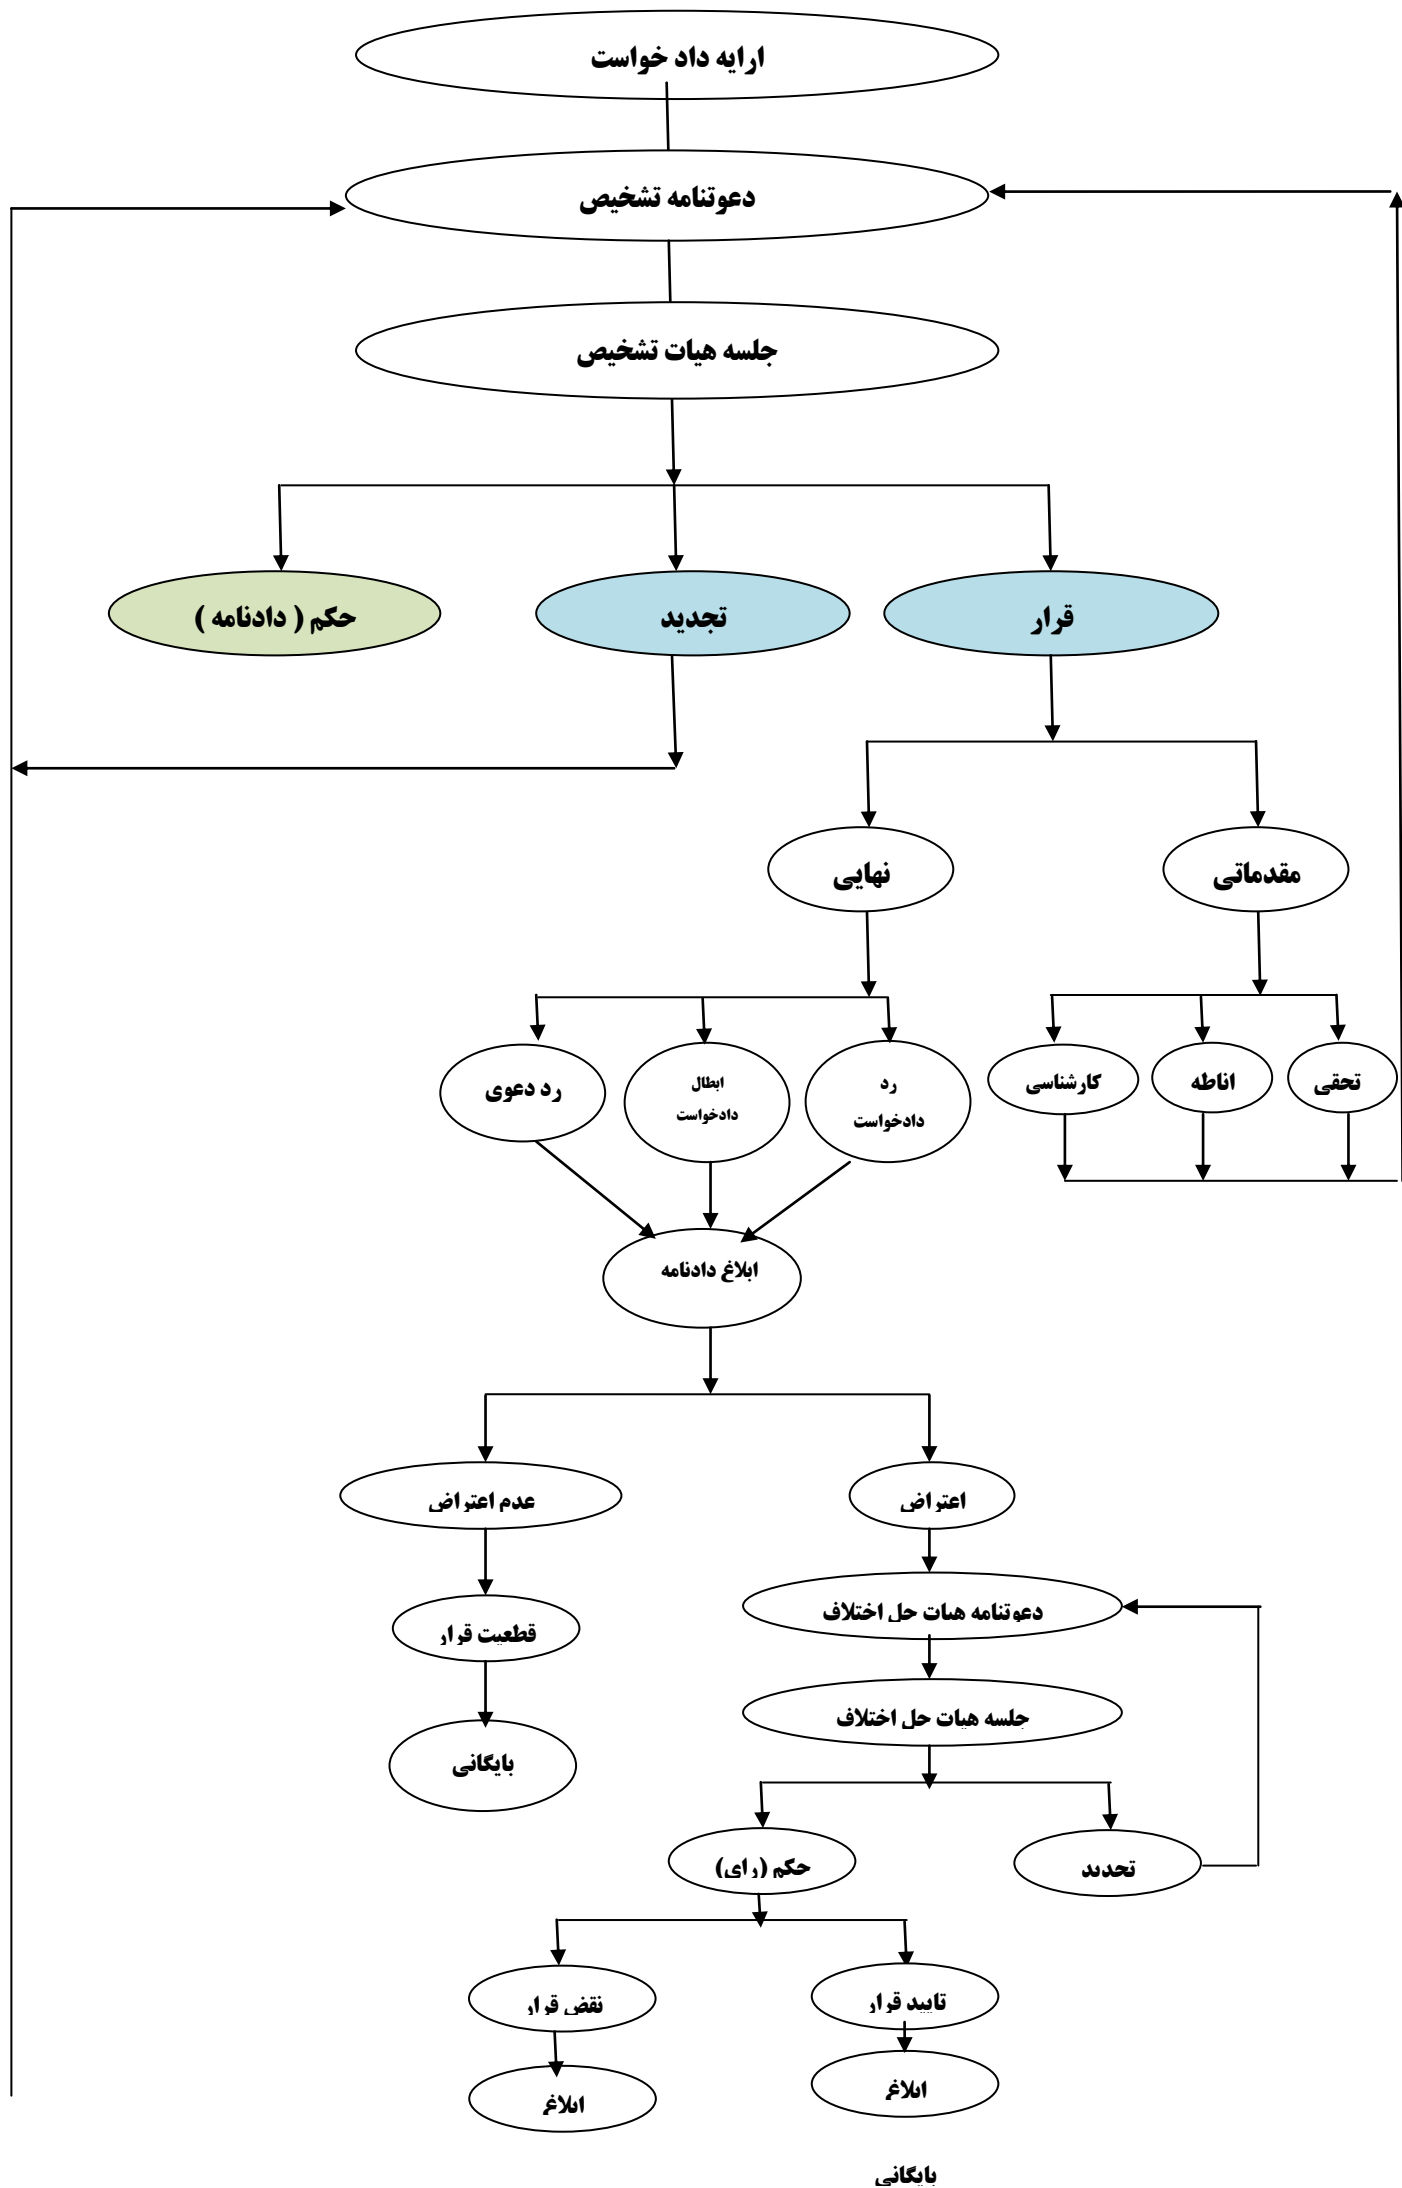 ارایه داد خواست
دعوتنامه تشخیص
جلسه هیات تشخیص
قرار
تجدید
حکم ( دادنامه )
مقدماتی
نهایی
تحقی
اناطه
کارشناسی
رد
دادخواست
ابطال
دادخواست
رد دعوی
ابلاغ دادنامه
اعتراض
عدم اعتراض
دعوتنامه هیات حل اختلاف
قطعیت قرار
جلسه هیات حل اختلاف
بایگانی
تجدید
حکم (رای)
تایید قرار
نقض قرار
ابلاغ
ابلاغ
بایگانی